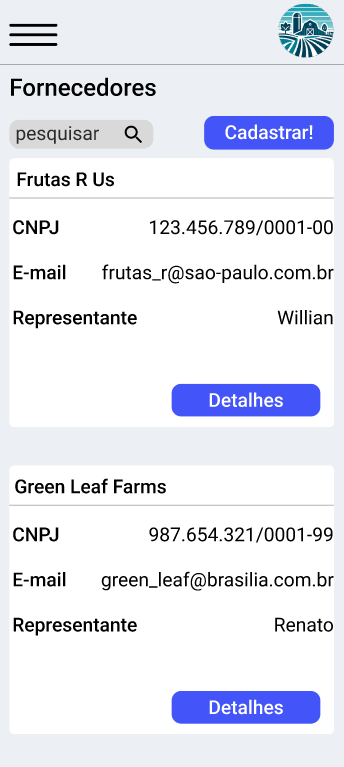 Fornecedores
pesquisar
Cadastrar!
Frutas R Us
CNPJ 123.456.789/0001-00
E-mail frutas_r@sao-paulo.com.br
Representante Willian
Detalhes
Green Leaf Farms
CNPJ 987.654.321/0001-99
E-mail green_leaf@brasilia.com.br
Representante Renato
Detalhes